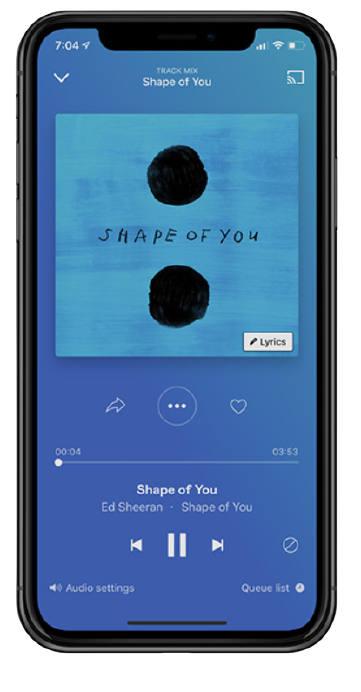 7:04
TRACK MIX
Shape of You
SHAPE OF YOU
Lyrics
00:04 03:53
Shape of You
Ed Sheeran · Shape of You
Audio settings Queue list